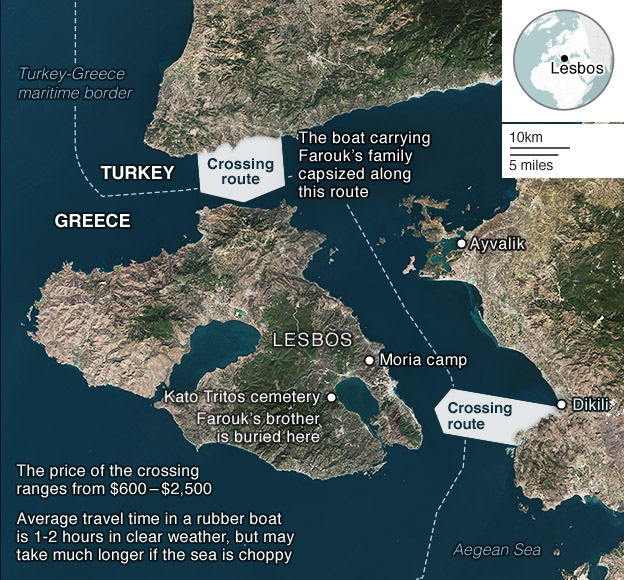 Turkey-Greece
maritime border
Lesbos
10km
5 miles
The boat carrying
Farouk's family
capsized along
this route
Crossing
route
TURKEY
GREECE
Ayvalik
LESBOS
Moria camp
Kato Tritos cemetery
Farouk's brother
is buried here
Crossing
route
Dikili
The price of the crossing
ranges from $600–$2,500
Average travel time in a rubber boat
is 1-2 hours in clear weather, but may
take much longer if the sea is choppy
Aegean Sea